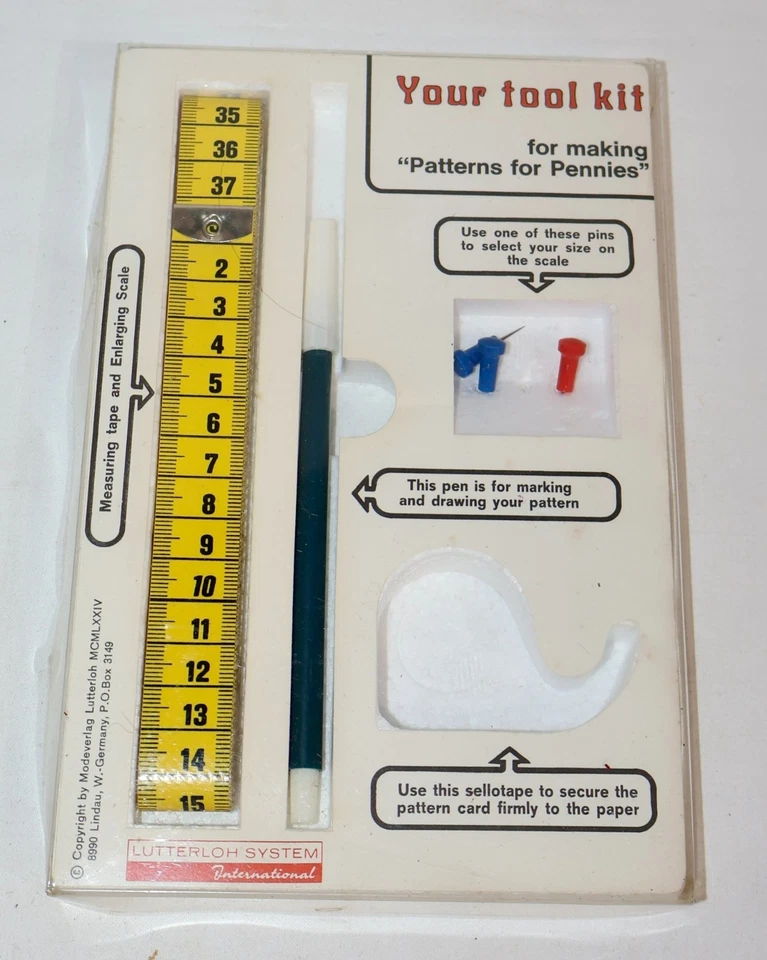 Your tool kit
for making
“Patterns for Pennies”
Use one of these pins
to select your size on
the scale
Measuring tape and Enlarging Scale
35
36
37
2
3
4
5
6
7
8
9
10
11
12
13
14
15
This pen is for marking
and drawing your pattern
Use this sellotape to secure the
pattern card firmly to the paper
© Copyright by Modeverlag Lutterloh MCMLXXIV
8990 Lindau, W.-Germany, P.O.Box 3149
LUTTERLOH SYSTEM
International